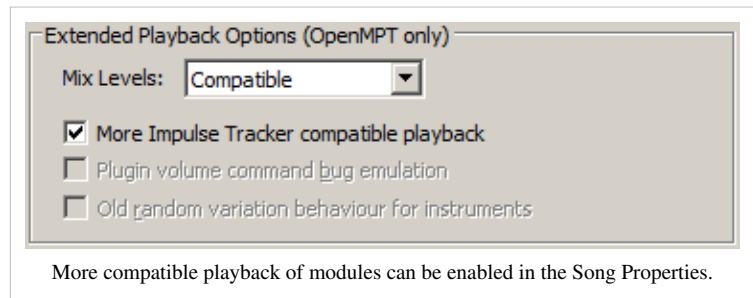 Extended Playback Options (OpenMPT only)
Mix Levels: Compatible
More Impulse Tracker compatible playback
Plugin volume command bug emulation
Old random variation behaviour for instruments
More compatible playback of modules can be enabled in the Song Properties.